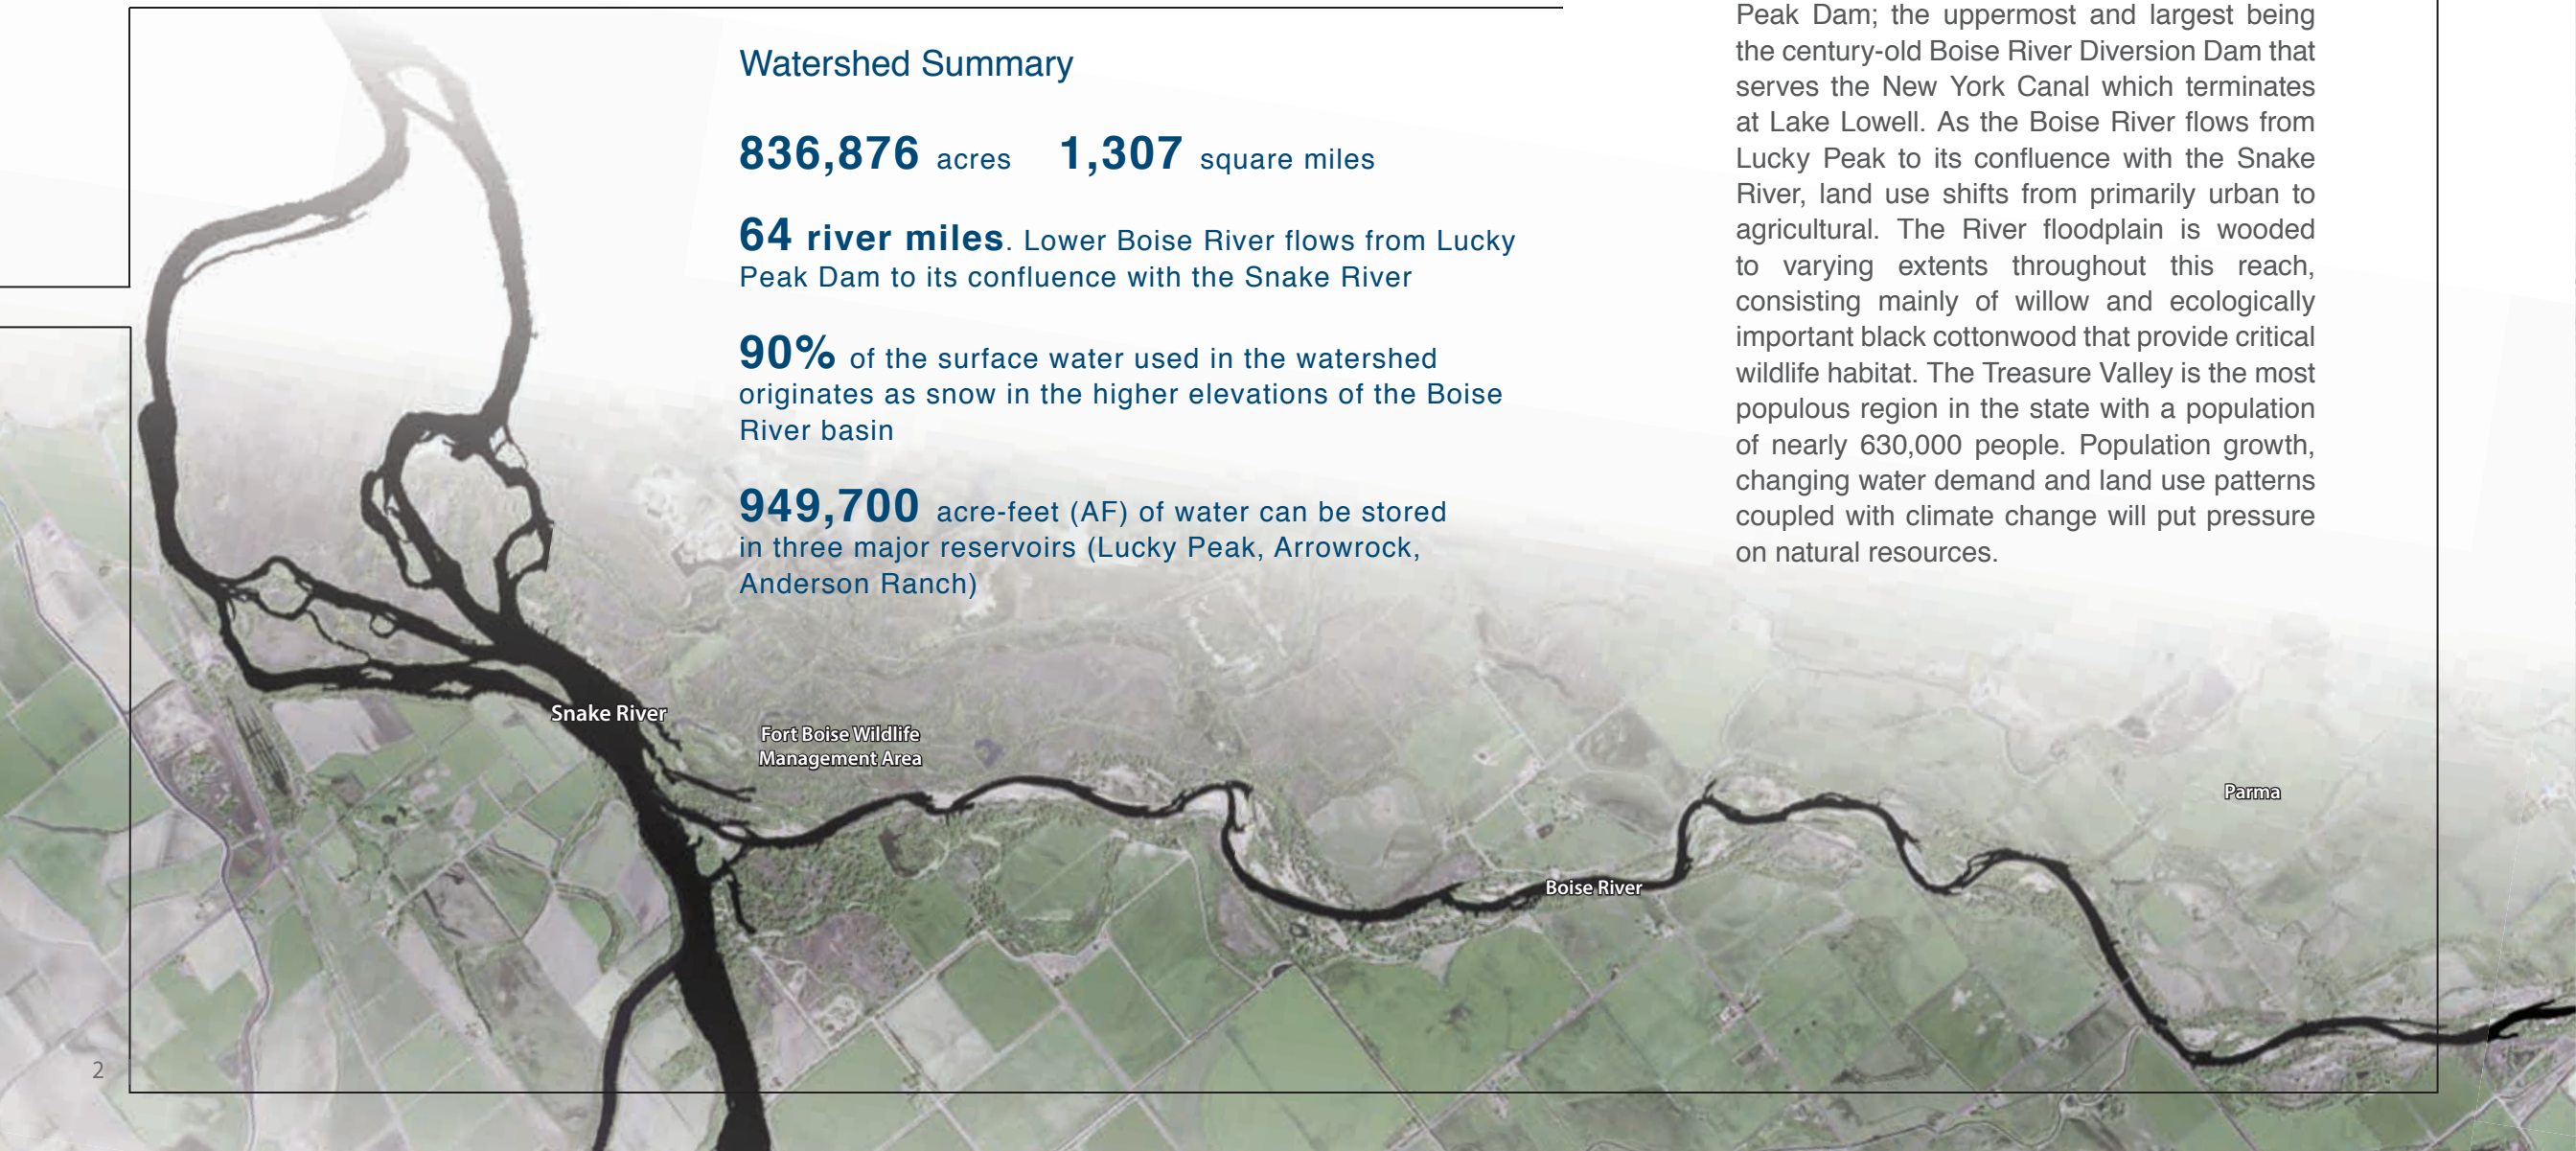 Watershed Summary
836,876 acres 1,307 square miles
64 river miles. Lower Boise River flows from Lucky
Peak Dam to its confluence with the Snake River
90% of the surface water used in the watershed
originates as snow in the higher elevations of the Boise
River basin
949,700 acre-feet (AF) of water can be stored
in three major reservoirs (Lucky Peak, Arrowrock,
Anderson Ranch)
Peak Dam; the uppermost and largest being
the century-old Boise River Diversion Dam that
serves the New York Canal which terminates
at Lake Lowell. As the Boise River flows from
Lucky Peak to its confluence with the Snake
River, land use shifts from primarily urban to
agricultural. The River floodplain is wooded
to varying extents throughout this reach,
consisting mainly of willow and ecologically
important black cottonwood that provide critical
wildlife habitat. The Treasure Valley is the most
populous region in the state with a population
of nearly 630,000 people. Population growth,
changing water demand and land use patterns
coupled with climate change will put pressure
on natural resources.
Snake River
Fort Boise Wildlife
Management Area
Boise River
Parma
2